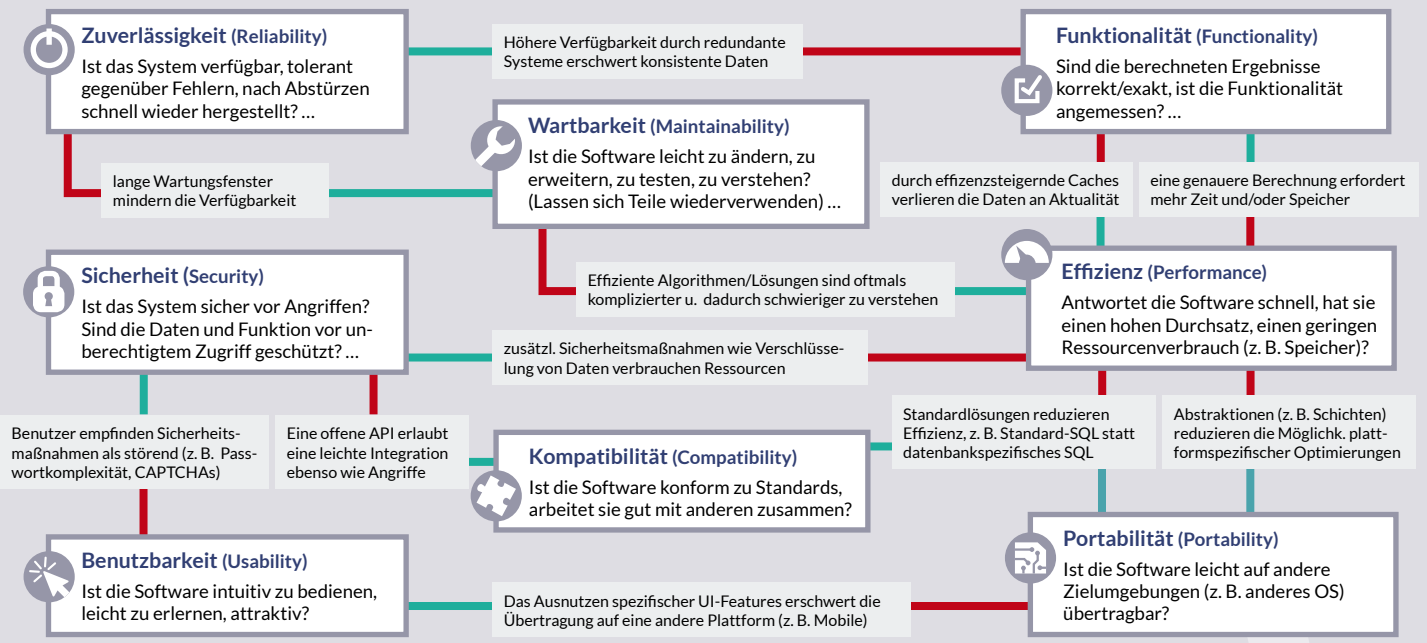 Zuverlässigkeit (Reliability)
Ist das System verfügbar, tolerant
gegenüber Fehlern, nach Abstürzen
schnell wieder hergestellt? ...
Höhere Verfügbarkeit durch redundante
Systeme erschwert konsistente Daten
Funktionalität (Functionality)
Sind die berechneten Ergebnisse
korrekt/exakt, ist die Funktionalität
angemessen? ...
Wartbarkeit (Maintainability)
Ist die Software leicht zu ändern, zu
erweitern, zu testen, zu verstehen?
(Lassen sich Teile wiederverwenden) ...
lange Wartungsfenster
mindern die Verfügbarkeit
durch effizenzsteigernde Caches
verlieren die Daten an Aktualität
eine genauere Berechnung erfordert
mehr Zeit und/oder Speicher
Sicherheit (Security)
Ist das System sicher vor Angriffen?
Sind die Daten und Funktion vor un-
berechtigtem Zugriff geschützt? ...
Effiziente Algorithmen/Lösungen sind oftmals
komplizierter u. dadurch schwieriger zu verstehen
Effizienz (Performance)
Antwortet die Software schnell, hat sie
einen hohen Durchsatz, einen geringen
Ressourcenverbrauch (z. B. Speicher)?
zusätzl. Sicherheitsmaßnahmen wie Verschlüsse-
lung von Daten verbrauchen Ressourcen
Benutzer empfinden Sicherheits-
maßnahmen als störend (z. B. Pass-
wortkomplexität, CAPTCHAs)
Eine offene API erlaubt
eine leichte Integration
ebenso wie Angriffe
Kompatibilität (Compatibility)
Ist die Software konform zu Standards,
arbeitet sie gut mit anderen zusammen?
Standardlösungen reduzieren
Effizienz, z. B. Standard-SQL statt
datenbankspezifisches SQL
Abstraktionen (z. B. Schichten)
reduzieren die Möglichk. platt-
formspezifischer Optimierungen
Benutzbarkeit (Usability)
Ist die Software intuitiv zu bedienen,
leicht zu erlernen, attraktiv?
Das Ausnutzen spezifischer UI-Features erschwert die
Übertragung auf eine andere Plattform (z. B. Mobile)
Portabilität (Portability)
Ist die Software leicht auf andere
Zielumgebungen (z. B. anderes OS)
übertragbar?